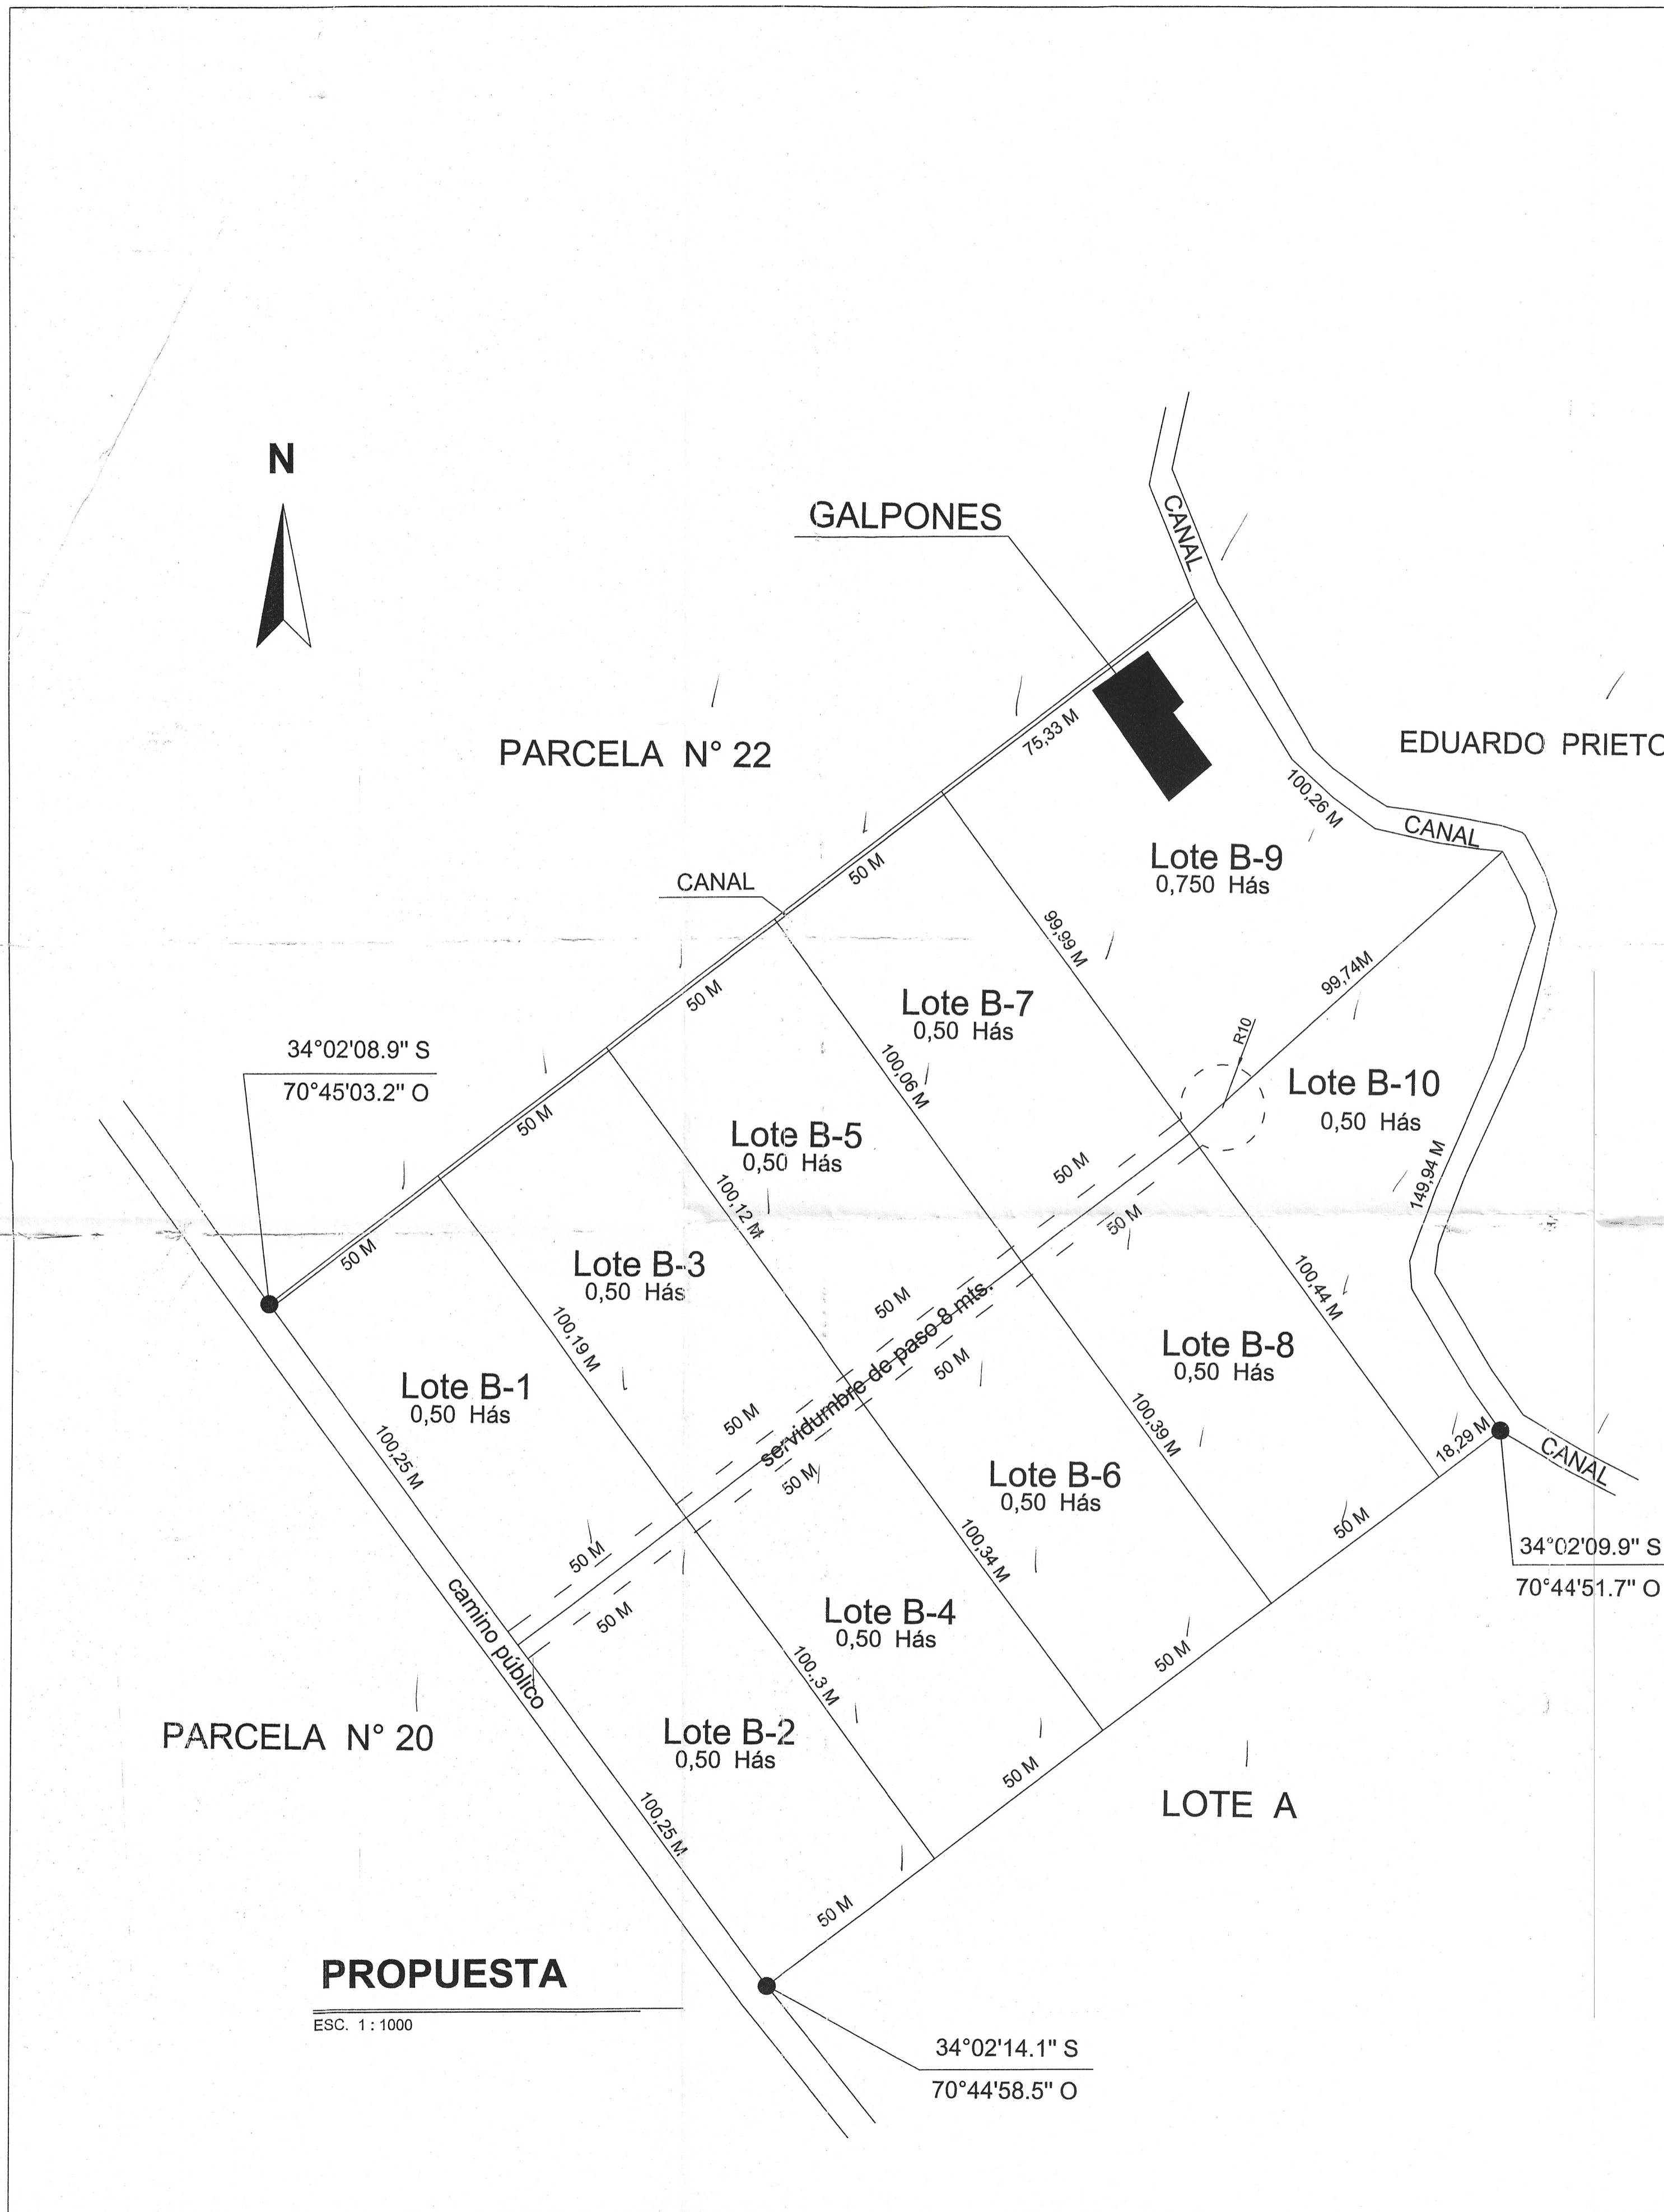 N
GALPONES
CANAL
75,33 M
PARCELA N° 22
EDUARDO PRIETO
100,26 M
CANAL
Lote B-9
0,750 Hás
50 M
CANAL
99,99 M
99,74M
50 M
Lote B-7
0,50 Hás
R10
34°02'08.9" S
70°45'03.2" O
100,06 M
Lote B-10
0,50 Hás
50 M
Lote B-5
0,50 Hás
149,94 M
50 M
50 M
100,12 M
50 M
Lote B-3
0,50 Hás
100,44 M
50 M
servidumbre de paso 8 mts.
100,19 M
Lote B-8
0,50 Hás
50 M
Lote B-1
0,50 Hás
50 M
100,39 M
18,29 M
CANAL
100,25 M
50 M
Lote B-6
0,50 Hás
50 M
34°02'09.9" S
70°44'51.7" O
50 M
100,34 M
50 M
Lote B-4
0,50 Hás
camino público
50 M
100.,3 M
PARCELA N° 20
Lote B-2
0,50 Hás
50 M
LOTE A
100,25 M
50 M
PROPUESTA
ESC. 1 : 1000
34°02'14.1" S
70°44'58.5" O